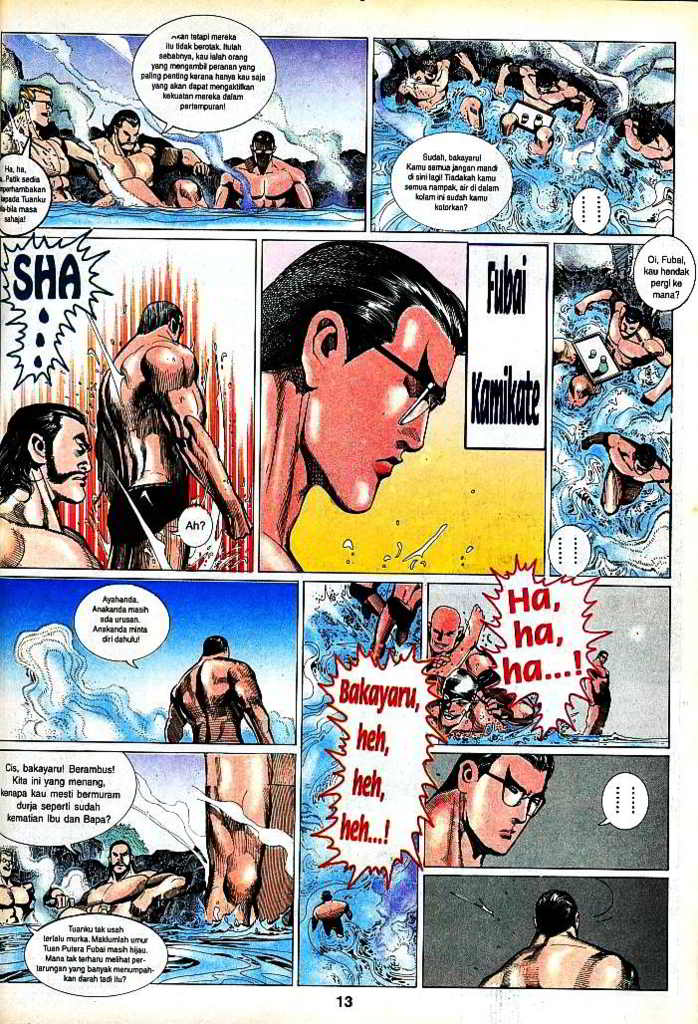 Akan tetapi mereka
itu tidak berotak. Itulah
sebabnya, kau ialah orang
yang mengambil peranan yang
paling penting kerana hanya kau saja
yang akan dapat mengaktifkan
kekuatan mereka dalam
pertempuran!
Ha, ha.
Patik sedia
memperhambakan
kepada Tuanku
bila-bila masa
sahaja!
Sudah, bakayaru!
Kamu semua jangan mandi
di sini lagi! Tiadakah kamu
semua nampak, air di dalam
kolam ini sudah kamu
kotorkan?
SHA
Ah?
Fubai
Kamikate
Oi, Fubai,
kau hendak
pergi ke
mana?
Ayahanda,
Anakanda masih
ada urusan.
Anakanda minta
diri dahulu!
Bakayaru,
heh,
heh,
heh...!
Ha,
ha,
ha...!
Cis, bakayaru! Berambus!
Kita ini yang menang,
kenapa kau mesti bermuram
durja seperti sudah
kematian Ibu dan Bapa?
Tuanku tak usah
terlalu murka. Maklumlah umur
Tuan Putera Fubai masih hijau.
Mana tak terharu melihat per-
tarungan yang banyak menumpah-
kan darah tadi itu?
13